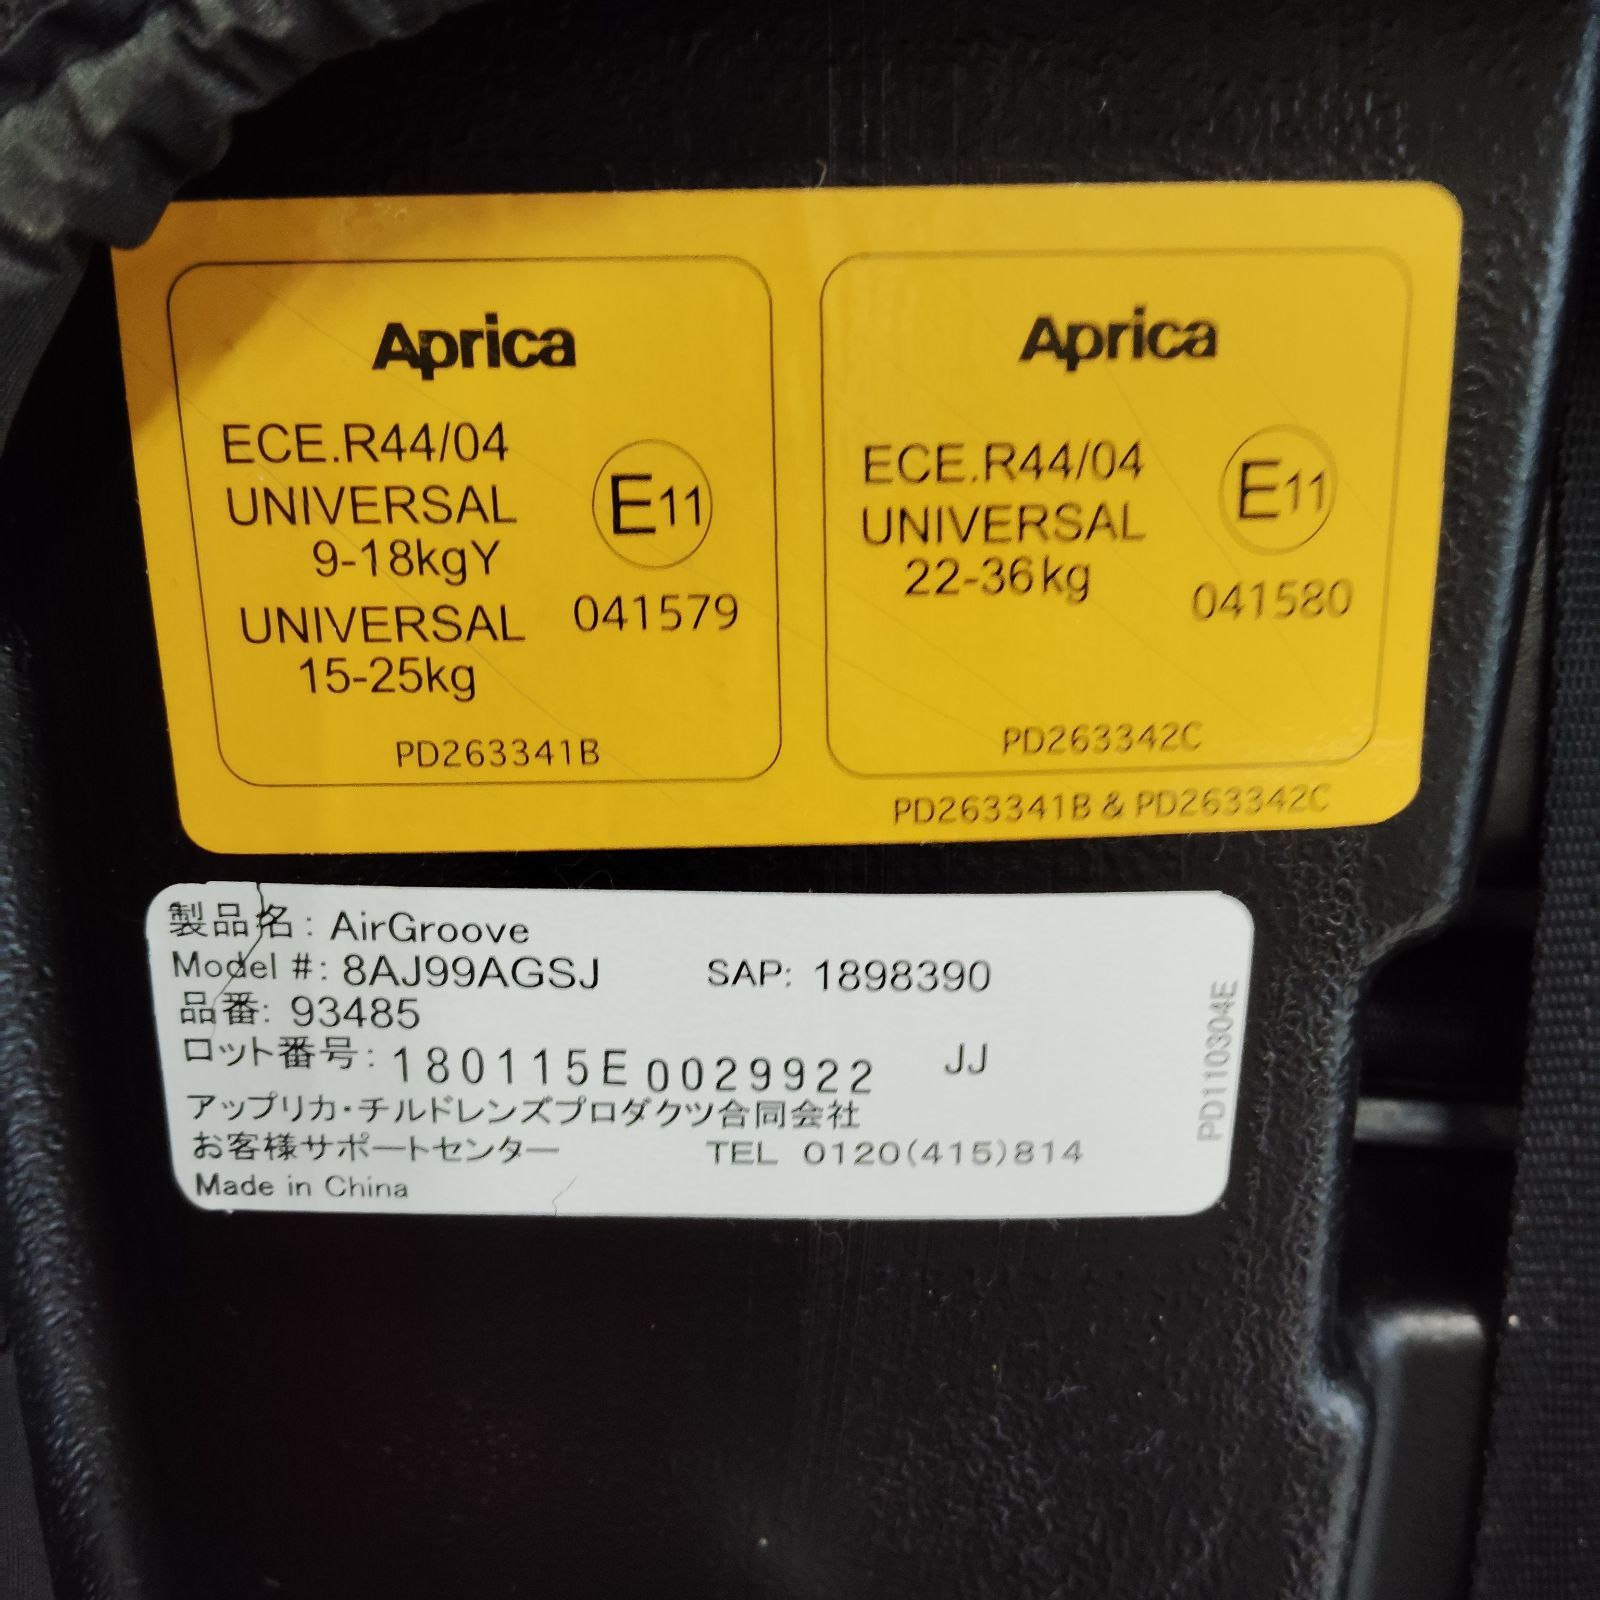 Aprica
ECE.R44/04
UNIVERSAL
9-18kgY
UNIVERSAL
15-25kg
E11
041579
PD263341B
Aprica
ECE.R44/04
UNIVERSAL
22-36kg
E11
041580
PD263342C
PD263341B & PD263342C
製品名: AirGroove
Model #: 8AJ99AGSJ SAP: 1898390
品番: 93485
ロット番号: 180115E 0029922 JJ
アップリカ・チルドレンズプロダクツ合同会社
お客様サポートセンター TEL 0120(415)814
Made in China
PD110304E